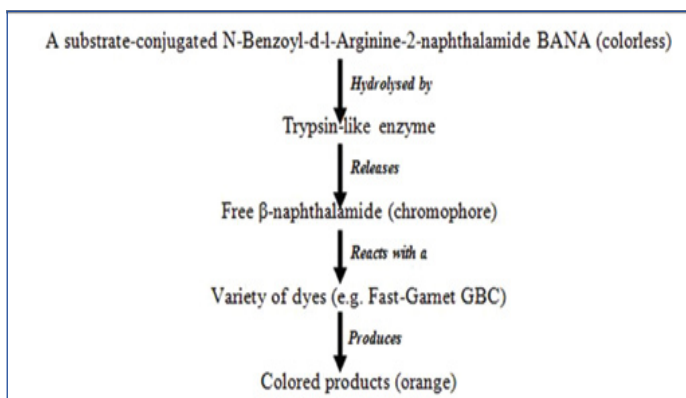 A substrate-conjugated N-Benzoyl-d-l-Arginine-2-naphthalamide BANA (colorless)
Hydrolysed by
Trypsin-like enzyme
Releases
Free β-naphthalamide (chromophore)
Reacts with a
Variety of dyes (e.g. Fast-Garnet GBC)
Produces
Colored products (orange)